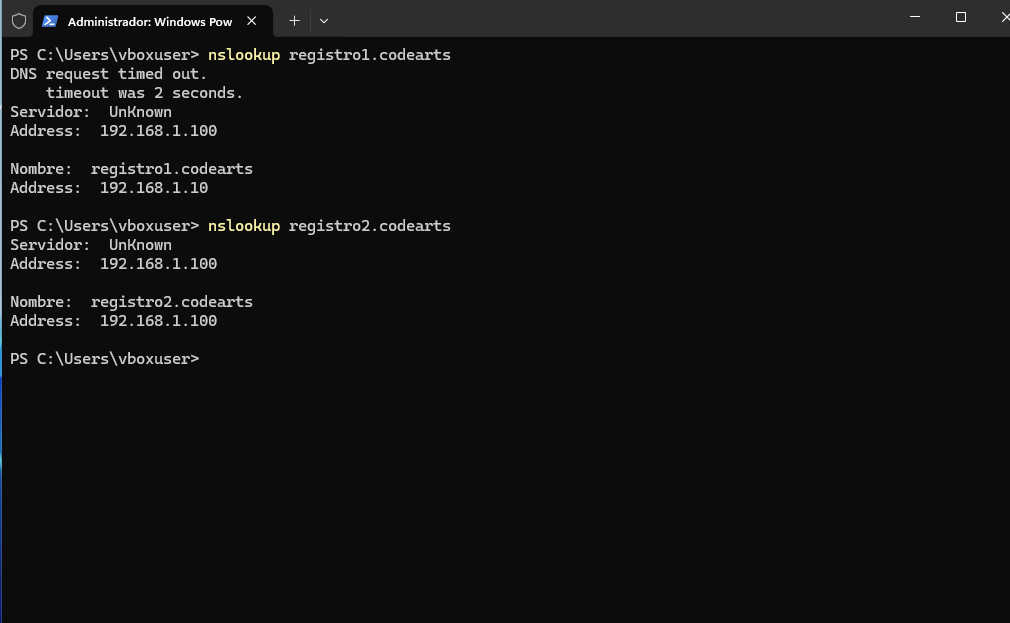 Administrador: Windows Pow
PS C:\Users\vboxuser> nslookup registro1.codearts
DNS request timed out.
    timeout was 2 seconds.
Servidor:  UnKnown
Address:  192.168.1.100

Nombre:  registro1.codearts
Address:  192.168.1.10

PS C:\Users\vboxuser> nslookup registro2.codearts
Servidor:  UnKnown
Address:  192.168.1.100

Nombre:  registro2.codearts
Address:  192.168.1.100

PS C:\Users\vboxuser>